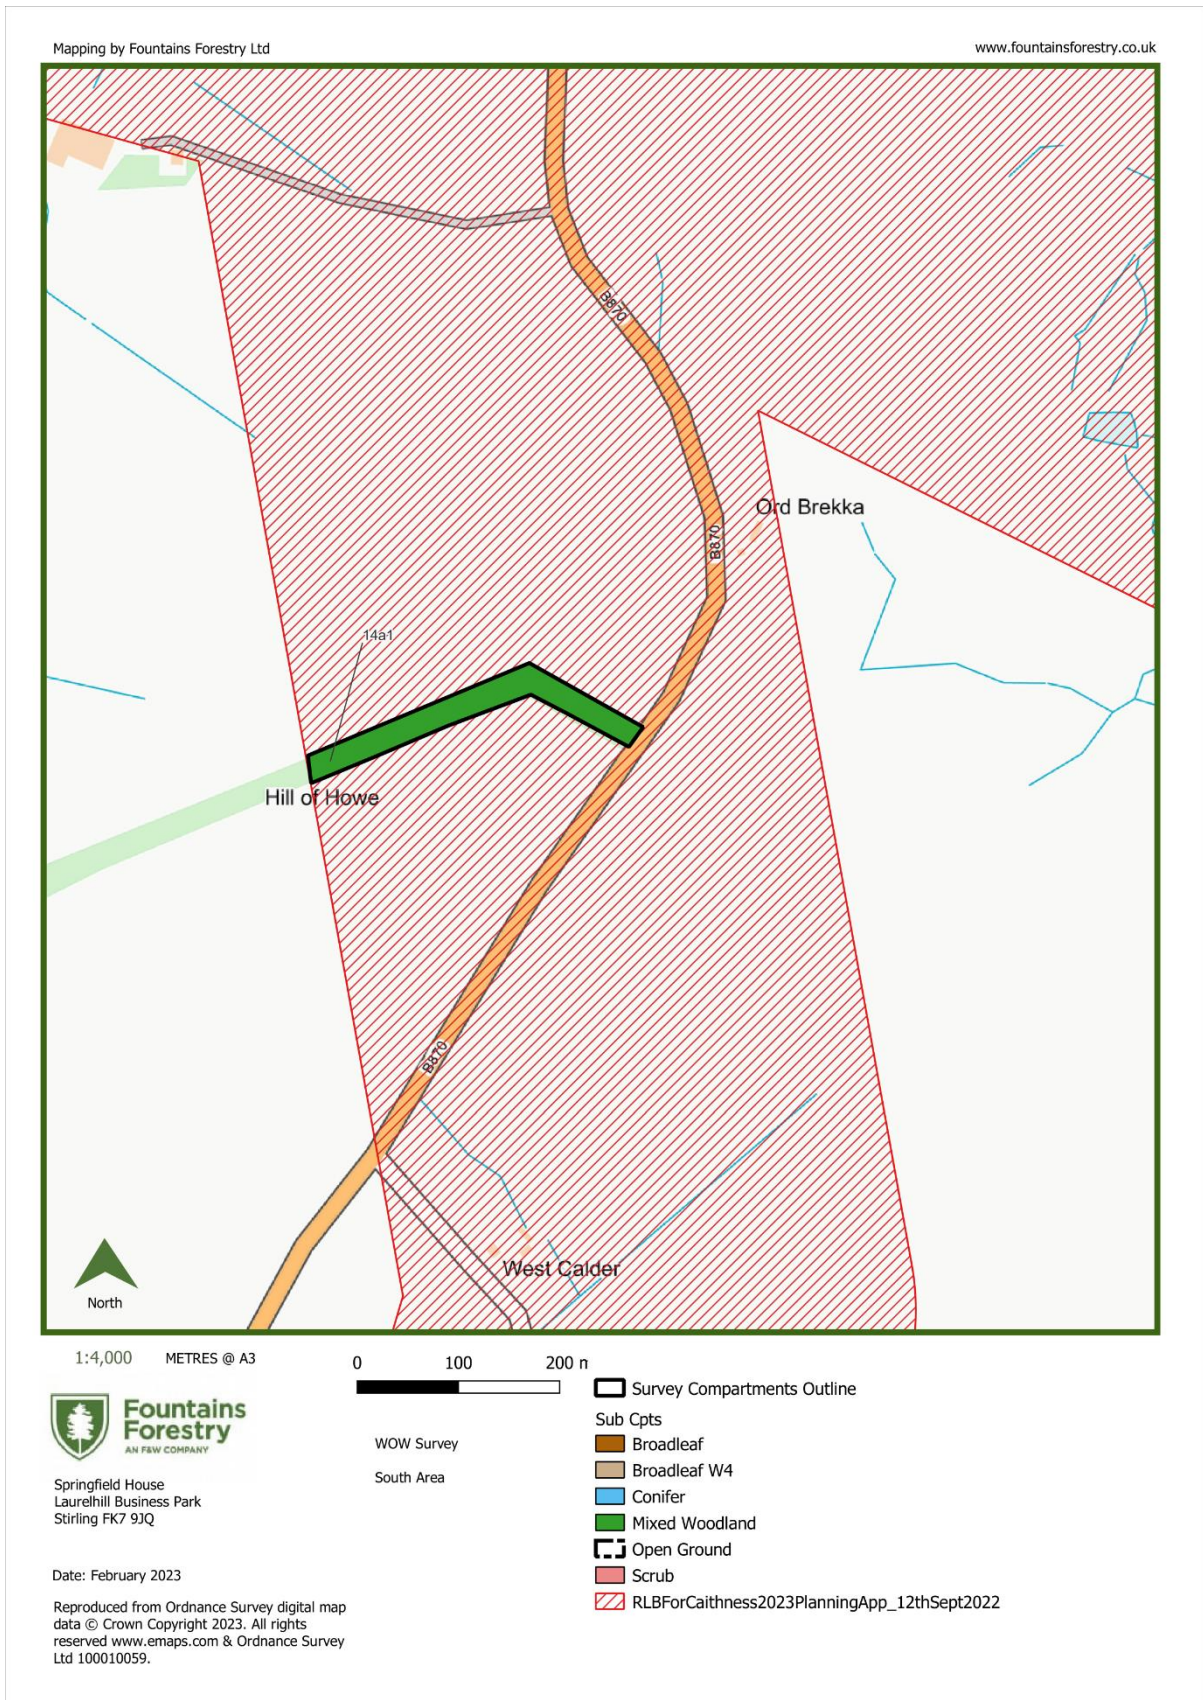 Mapping by Fountains Forestry Ltd
www.fountainsforestry.co.uk
B870
Ord Brekka
B870
14a1
Hill of Howe
B870
West Calder
North
1:4,000 METRES @ A3
0 100 200 m
Fountains
Forestry
AN F&W COMPANY
WOW Survey
South Area
Springfield House
Laurelhill Business Park
Stirling FK7 9JQ
Date: February 2023
Reproduced from Ordnance Survey digital map
data © Crown Copyright 2023. All rights
reserved www.emaps.com & Ordnance Survey
Ltd 100010059.
Survey Compartments Outline
Sub Cpts
Broadleaf
Broadleaf W4
Conifer
Mixed Woodland
Open Ground
Scrub
RLBForCaithness2023PlanningApp_12thSept2022